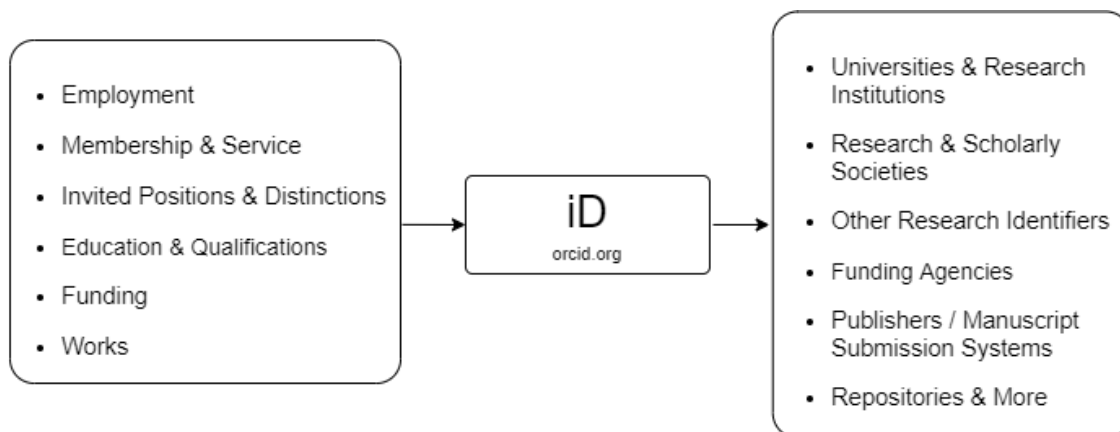 • Employment
• Membership & Service
• Invited Positions & Distinctions
• Education & Qualifications
• Funding
• Works
iD
orcid.org
• Universities & Research
Institutions
• Research & Scholarly
Societies
• Other Research Identifiers
• Funding Agencies
• Publishers / Manuscript
Submission Systems
• Repositories & More